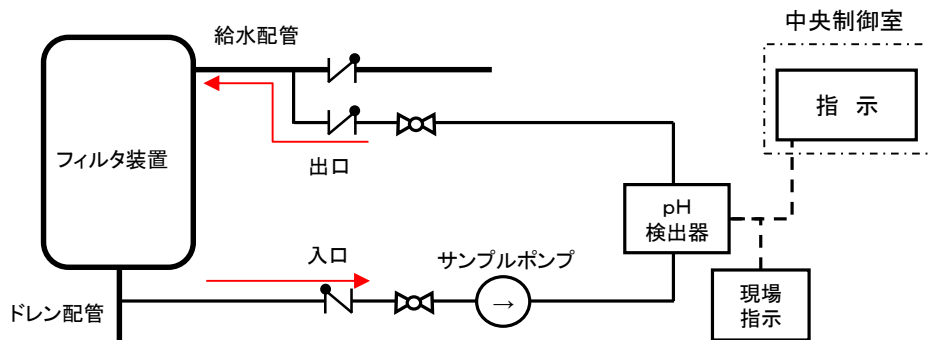 中央制御室
指 示
給水配管
フィルタ装置
出口
pH
検出器
入口
サンプルポンプ
→
現場
指示
ドレン配管